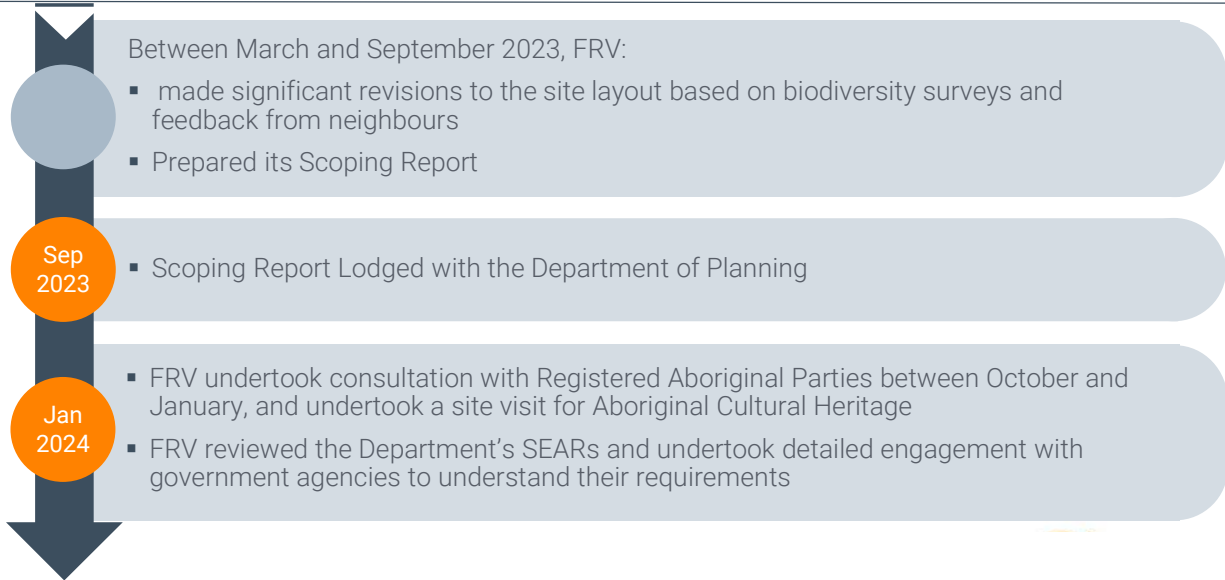 Between March and September 2023, FRV:
▪ made significant revisions to the site layout based on biodiversity surveys and
feedback from neighbours
▪ Prepared its Scoping Report
Sep
2023
▪ Scoping Report Lodged with the Department of Planning
Jan
2024
▪ FRV undertook consultation with Registered Aboriginal Parties between October and
January, and undertook a site visit for Aboriginal Cultural Heritage
▪ FRV reviewed the Department’s SEARs and undertook detailed engagement with
government agencies to understand their requirements